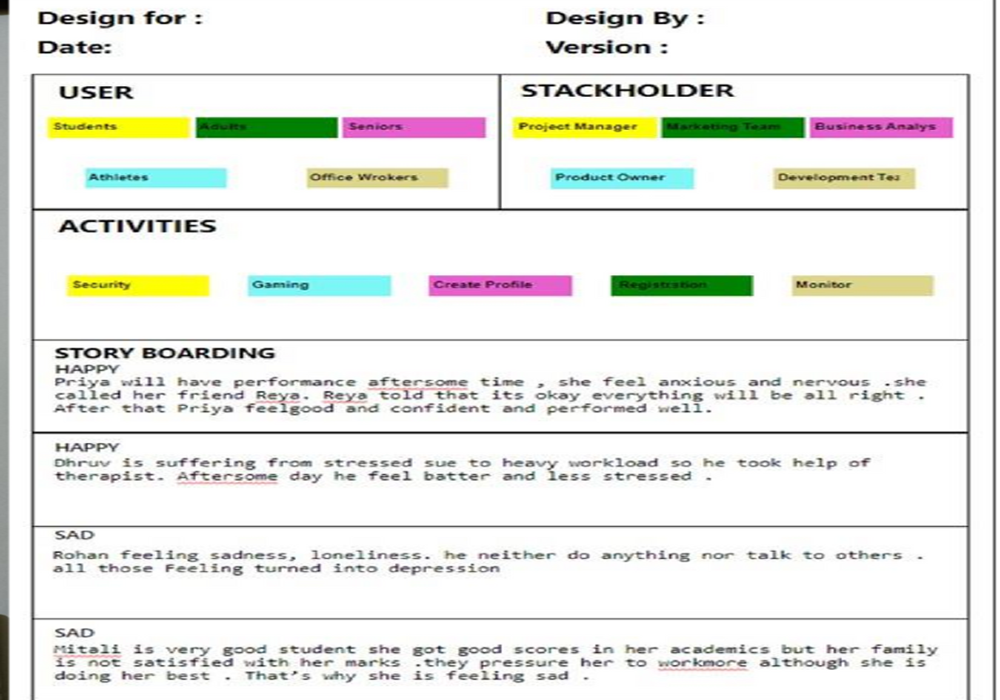 Design for :
Design By :
Date:
Version :
USER
STACKHOLDER
Students
Adults
Seniors
Project Manager
Marketing Team
Business Analys
Athletes
Office Wrokers
Product Owner
Development Tea
ACTIVITIES
Security
Gaming
Create Profile
Registration
Monitor
STORY BOARDING
HAPPY
Priya will have performance aftersome time , she feel anxious and nervous .she
called her friend Reya. Reya told that its okay everything will be all right .
After that Priya feelgood and confident and performed well.
HAPPY
Dhruv is suffering from stressed sue to heavy workload so he took help of
therapist. Aftersome day he feel batter and less stressed .
SAD
Rohan feeling sadness, loneliness. he neither do anything nor talk to others .
all those Feeling turned into depression
SAD
Mitali is very good student she got good scores in her academics but her family
is not satisfied with her marks .they pressure her to workmore although she is
doing her best . That’s why she is feeling sad .